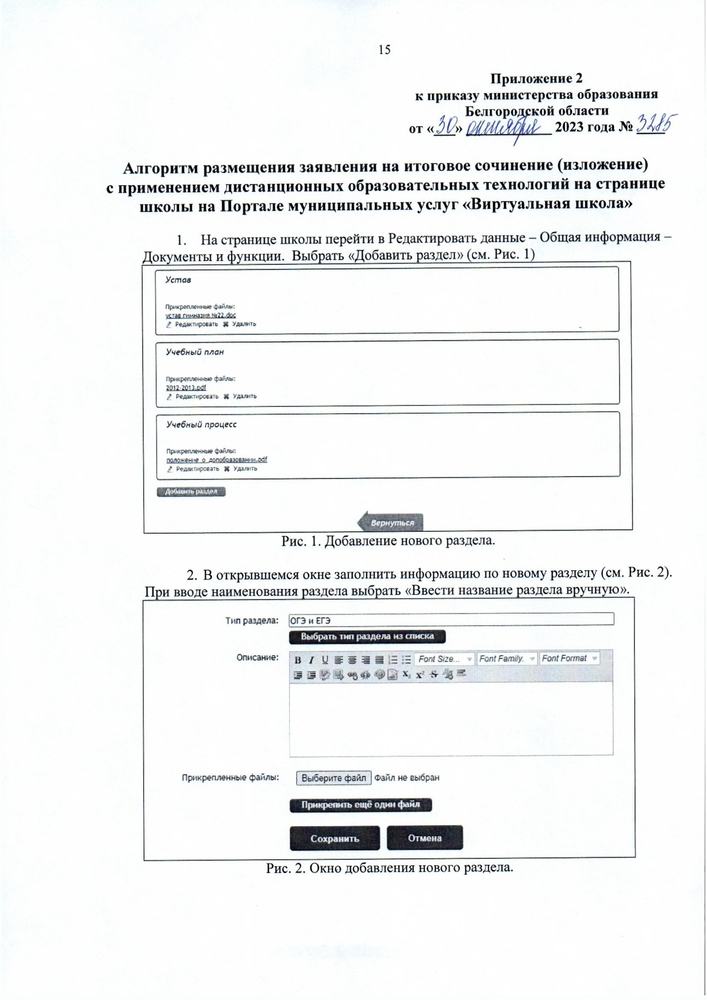 15
Приложение 2
к приказу министерства образования
Белгородской области
от «30» октября 2023 года № 3285
Алгоритм размещения заявления на итоговое сочинение (изложение)
с применением дистанционных образовательных технологий на странице
школы на Портале муниципальных услуг «Виртуальная школа»
1. На странице школы перейти в Редактировать данные – Общая информация –
Документы и функции. Выбрать «Добавить раздел» (см. Рис. 1)
Устав
Прикрепленные файлы:
устав гимназия №22.doc
Редактировать Удалить
Учебный план
Прикрепленные файлы:
2012-2013.pdf
Редактировать Удалить
Учебный процесс
Прикрепленные файлы:
положение_о_допобразовании.pdf
Редактировать Удалить
Добавить раздел
Вернуться
Рис. 1. Добавление нового раздела.
2. В открывшемся окне заполнить информацию по новому разделу (см. Рис. 2).
При вводе наименования раздела выбрать «Ввести название раздела вручную».
Тип раздела: ОГЭ и ЕГЭ
Выбрать тип раздела из списка
Описание: B I U Font Size... Font Family. Font Format
X₂ X² S
Прикрепленные файлы: Выберите файл Файл не выбран
Прикрепить ещё один файл
Сохранить Отмена
Рис. 2. Окно добавления нового раздела.